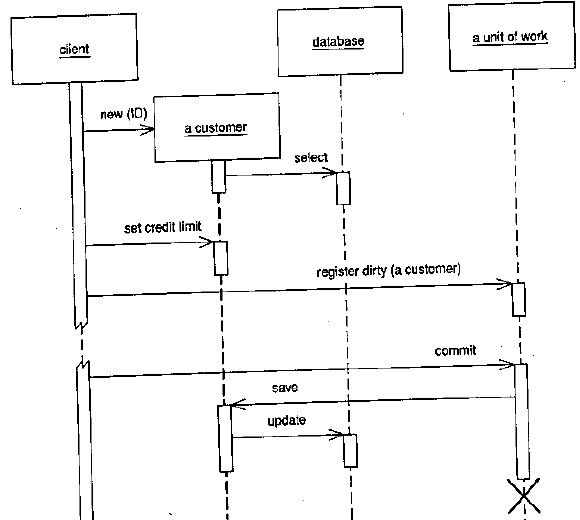 client
database
a unit of work
new (ID)
a customer
select
set credit limit
register dirty (a customer)
commit
save
update